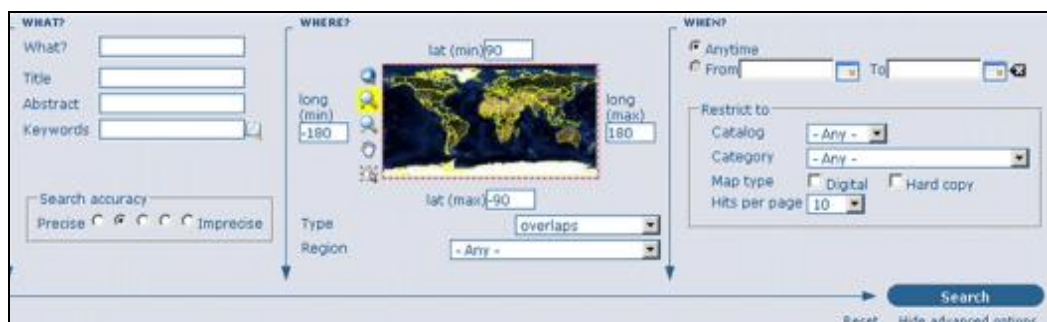 WHAT?
What?
Title
Abstract
Keywords
Search accuracy
Precise Imprecise
WHERE?
lat (min) 90
long (min) -180
long (max) 180
lat (max) -90
Type overlaps
Region - Any -
WHEN?
Anytime
From To
Restrict to
Catalog - Any -
Category - Any -
Map type Digital Hard copy
Hits per page 10
Search
Reset Hide advanced options